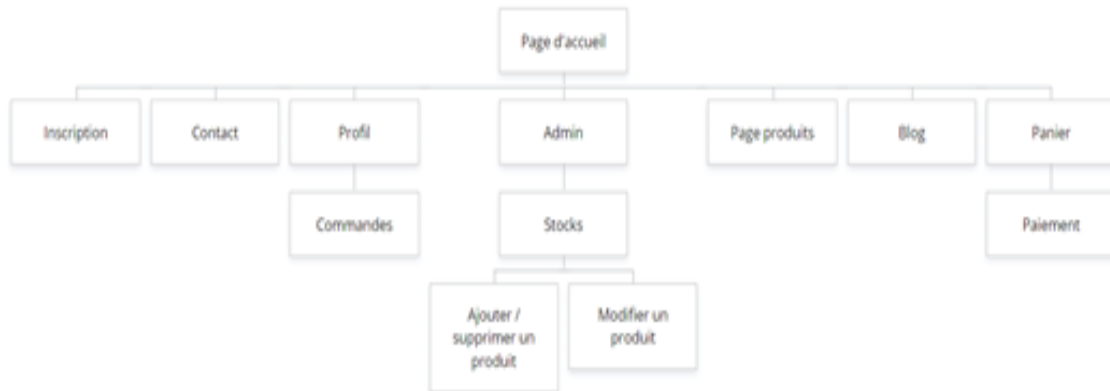 Page d'accueil
Inscription
Contact
Profil
Admin
Page produits
Blog
Panier
Commandes
Stocks
Paiement
Ajouter /
supprimer un
produit
Modifier un
produit